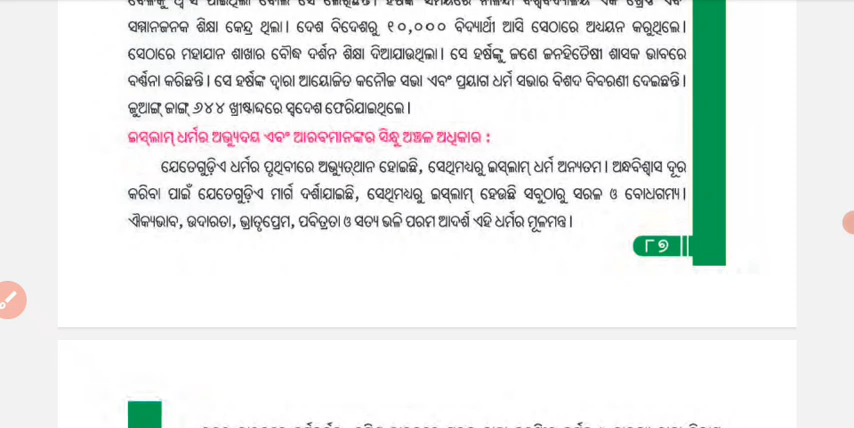 ସମ୍ମାନଜନକ ଶିକ୍ଷା କେନ୍ଦ୍ର ଥିଲା। ଦେଶ ବିଦେଶରୁ ୧୦,୦୦୦ ବିଦ୍ୟାର୍ଥୀ ଆସି ସେଠାରେ ଅଧ୍ୟୟନ କରୁଥିଲେ।
ସେଠାରେ ମହାଯାନ ଶାଖାର ବୌଦ୍ଧ ଦର୍ଶନ ଶିକ୍ଷା ଦିଆଯାଉଥିଲା। ସେ ହର୍ଷଙ୍କୁ ଜଣେ ଜନହିତୈଷୀ ଶାସକ ଭାବରେ
ବର୍ଣ୍ଣନା କରିଛନ୍ତି। ସେ ହର୍ଷଙ୍କ ଦ୍ୱାରା ଆୟୋଜିତ କନୌଜ ସଭା ଏବଂ ପ୍ରୟାଗ ଧର୍ମ ସଭାର ବିଶଦ ବିବରଣୀ ଦେଇଛନ୍ତି।
ଜୁଆଙ୍ଗ୍ ଜାଙ୍ଗ୍ ୬୪୪ ଖ୍ରୀଷ୍ଟାବ୍ଦରେ ସ୍ୱଦେଶ ଫେରିଯାଇଥିଲେ।
ଇସ୍‌ଲାମ୍ ଧର୍ମର ଅଭ୍ୟୁଦୟ ଏବଂ ଆରବମାନଙ୍କର ସିନ୍ଧୁ ଅଞ୍ଚଳ ଅଧିକାର :
ଯେତେଗୁଡ଼ିଏ ଧର୍ମର ପୃଥିବୀରେ ଅଭ୍ୟୁତ୍‌ଥାନ ହୋଇଛି, ସେଥିମଧ୍ୟରୁ ଇସ୍‌ଲାମ୍ ଧର୍ମ ଅନ୍ୟତମ। ଅନ୍ଧବିଶ୍ୱାସ ଦୂର
କରିବା ପାଇଁ ଯେତେଗୁଡ଼ିଏ ମାର୍ଗ ଦର୍ଶାଯାଇଛି, ସେଥିମଧ୍ୟରୁ ଇସ୍‌ଲାମ୍ ହେଉଛି ସବୁଠାରୁ ସରଳ ଓ ବୋଧଗମ୍ୟ।
ଐକ୍ୟଭାବ, ଉଦାରତା, ଭ୍ରାତୃପ୍ରେମ, ପବିତ୍ରତା ଓ ସତ୍ୟ ଭଳି ପରମ ଆଦର୍ଶ ଏହି ଧର୍ମର ମୂଳମନ୍ତ୍ର।
୮୭